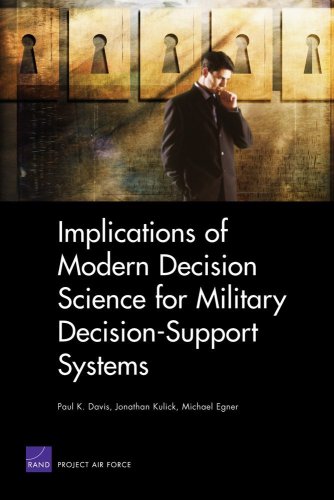 Implications of
Modern Decision
Science for Military
Decision-Support
Systems
Paul K. Davis, Jonathan Kulick, Michael Egner
RAND PROJECT AIR FORCE